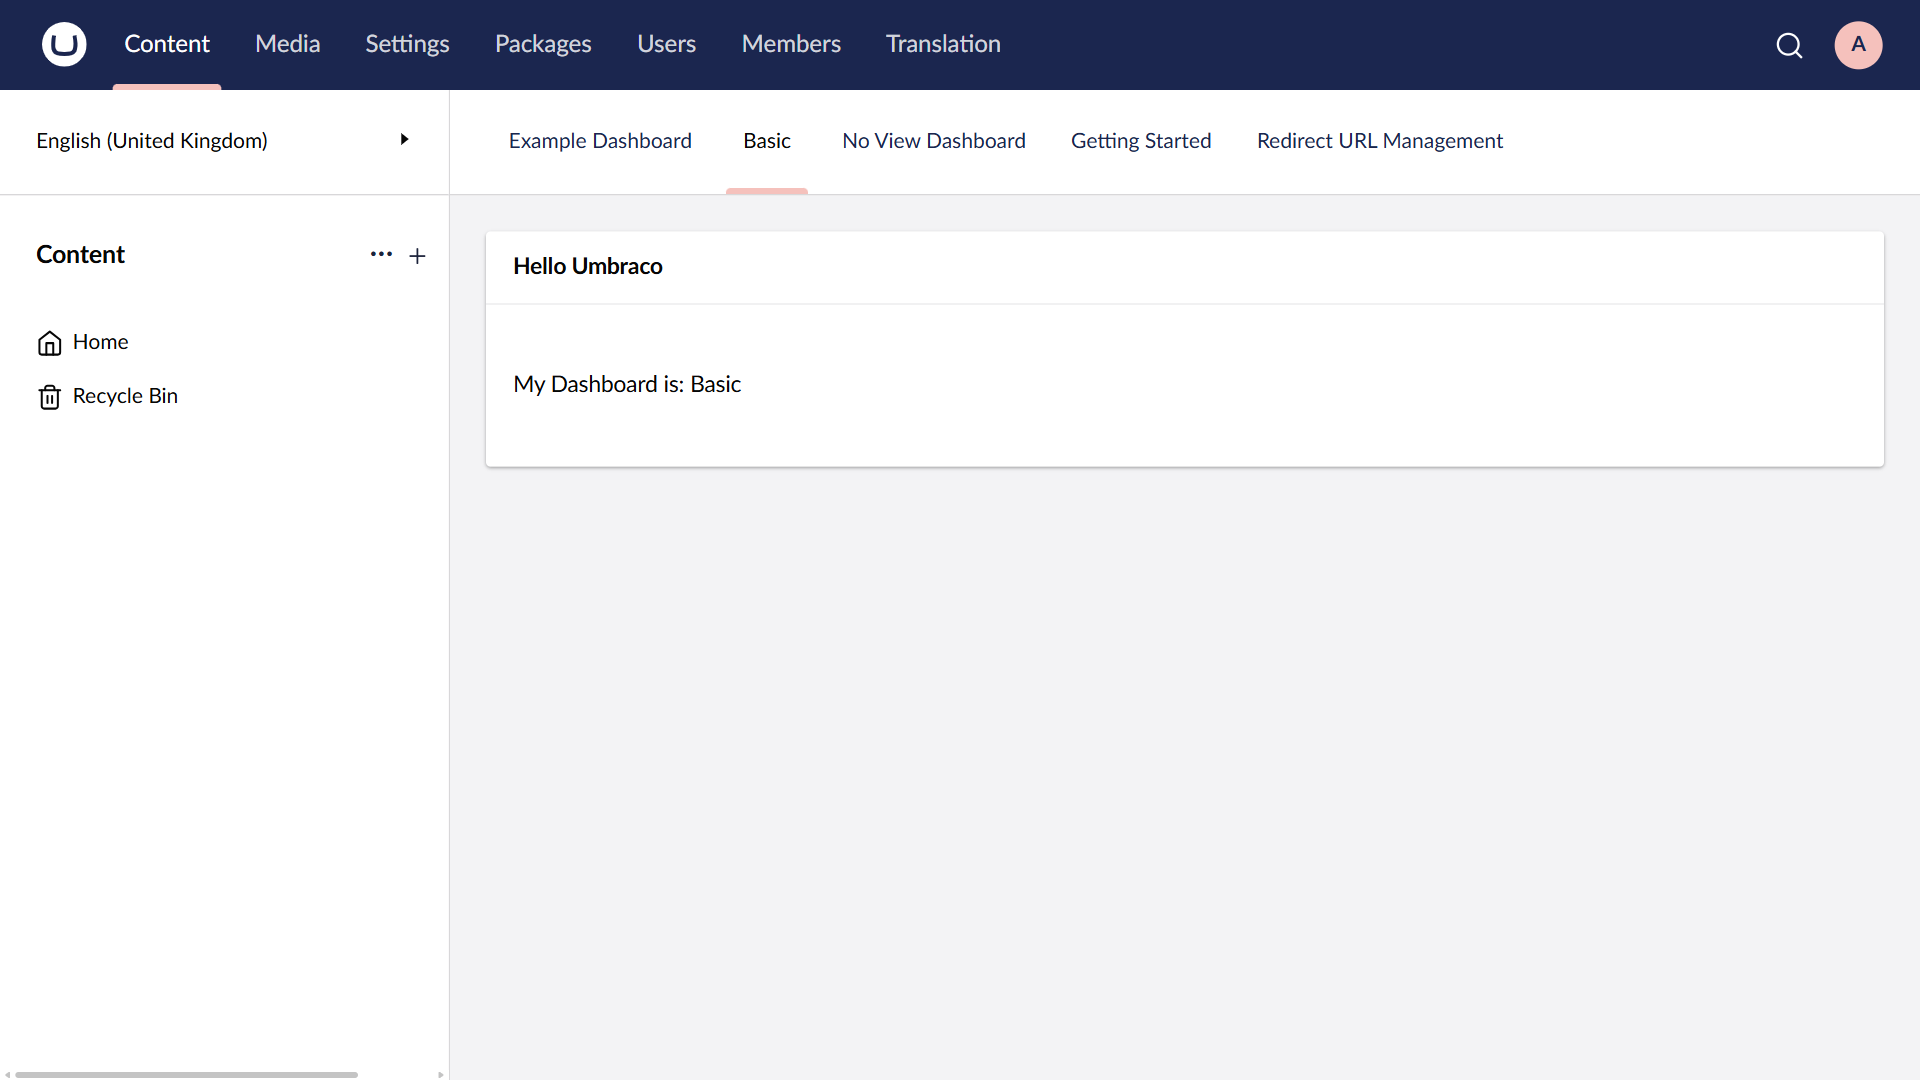 Content Media Settings Packages Users Members Translation A
English (United Kingdom)
Example Dashboard Basic No View Dashboard Getting Started Redirect URL Management
Content
Hello Umbraco
Home
My Dashboard is: Basic
Recycle Bin